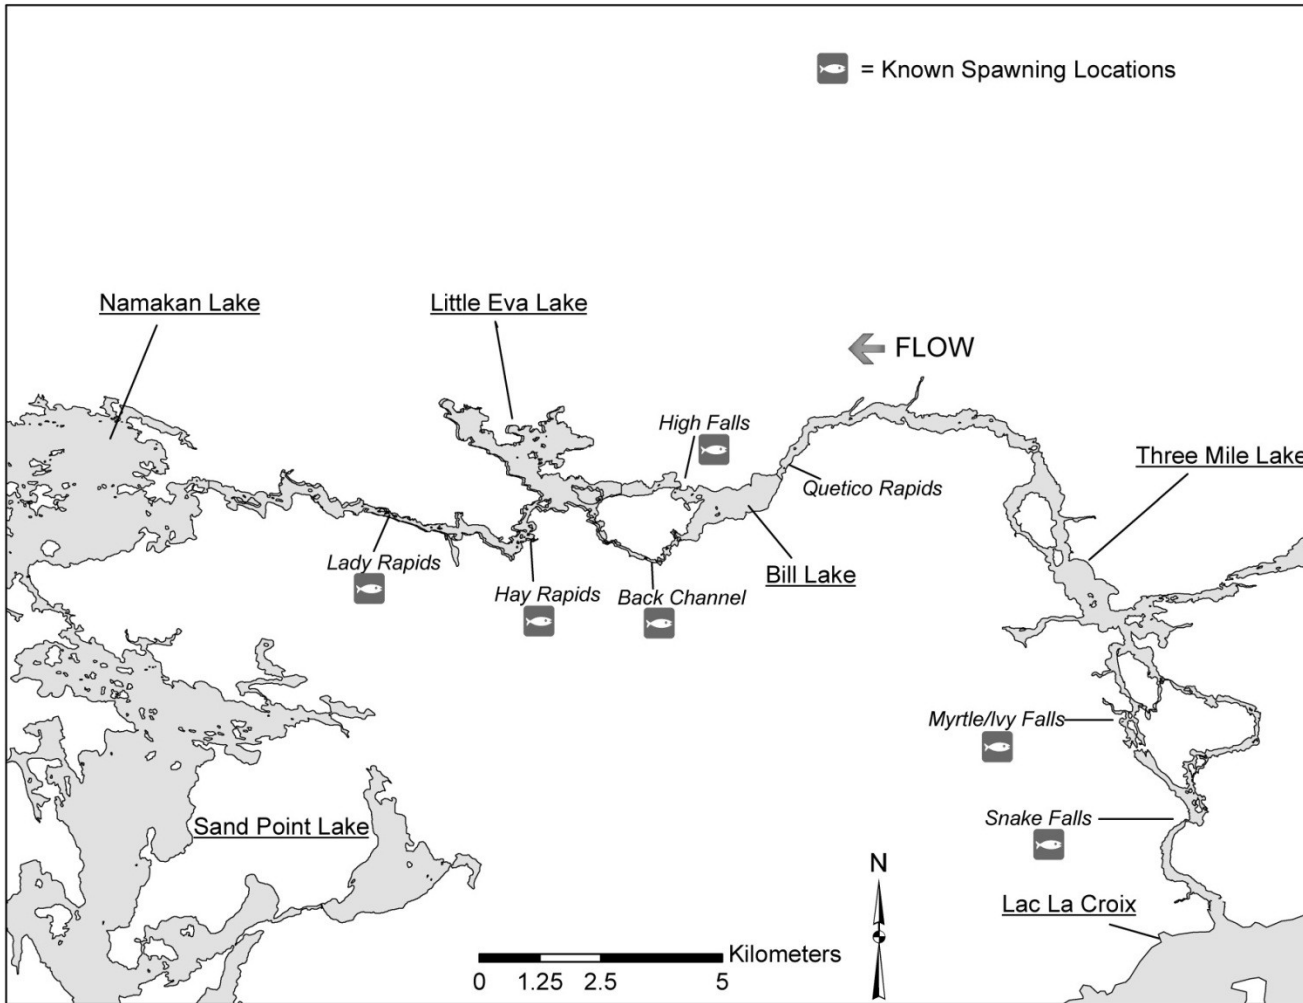 = Known Spawning Locations
Namakan Lake
Little Eva Lake
FLOW
High Falls
Three Mile Lake
Quetico Rapids
Lady Rapids
Hay Rapids
Back Channel
Bill Lake
Myrtle/Ivy Falls
Sand Point Lake
Snake Falls
N
Lac La Croix
Kilometers
0 1.25 2.5 5